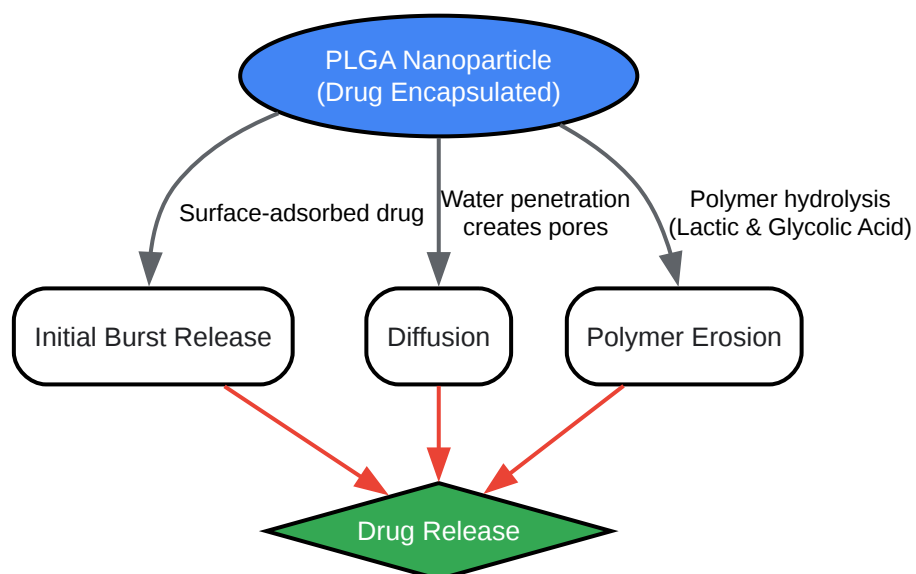 PLGA Nanoparticle
(Drug Encapsulated)
Surface-adsorbed drug
Water penetration
creates pores
Polymer hydrolysis
(Lactic & Glycolic Acid)
Initial Burst Release
Diffusion
Polymer Erosion
Drug Release